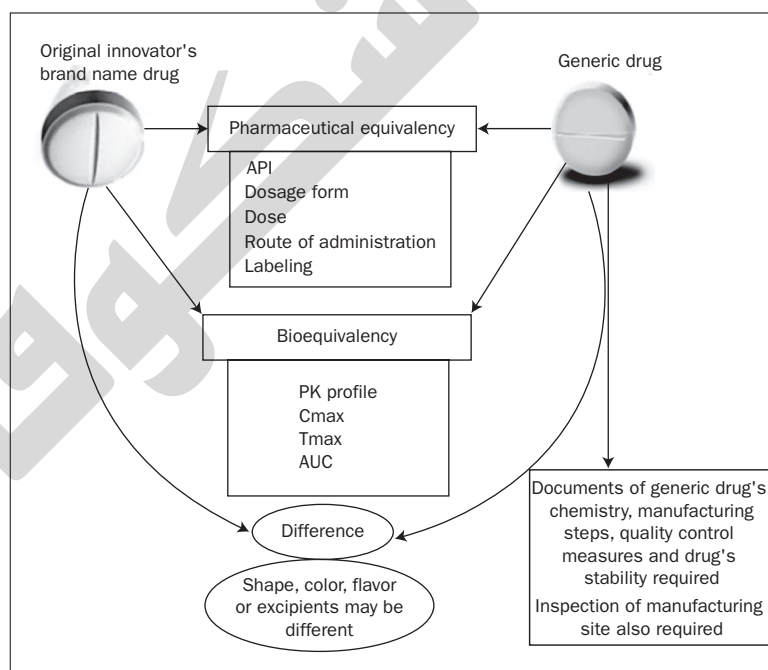 Original innovator's
brand name drug
Generic drug
Pharmaceutical equivalency
API
Dosage form
Dose
Route of administration
Labeling
Bioequivalency
PK profile
Cmax
Tmax
AUC
Difference
Shape, color, flavor
or excipients may be
different
Documents of generic drug's
chemistry, manufacturing
steps, quality control
measures and drug's
stability required
Inspection of manufacturing
site also required